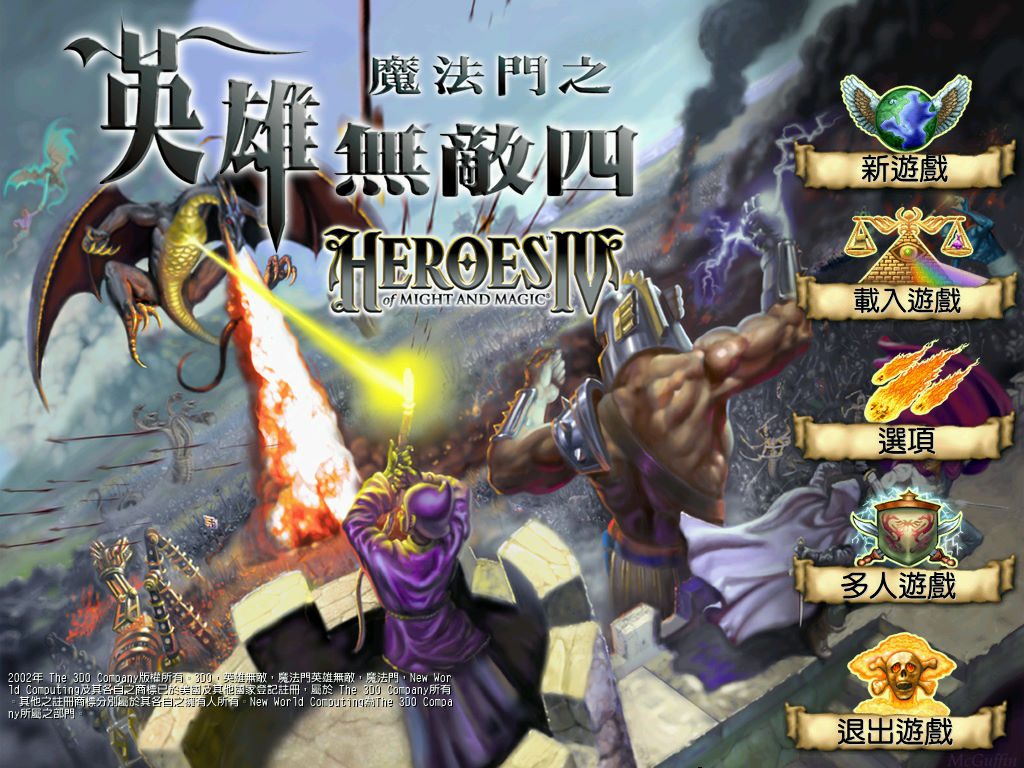 魔法門之
英雄無敵四
HEROES IV
of MIGHT AND MAGIC®
新遊戲
載入遊戲
選項
多人遊戲
退出遊戲
2002年 The 3DO Company版權所有。3DO，英雄無敵，魔法門英雄無敵，魔法門，New Wor
ld Computing及其各自之商標已於美國及其他國家登記註冊，屬於 The 3DO Company所有
。其他之註冊商標分別屬於其各自之擁有人所有。New World Computing為The 3DO Compa
ny所屬之部門。
McGuffin